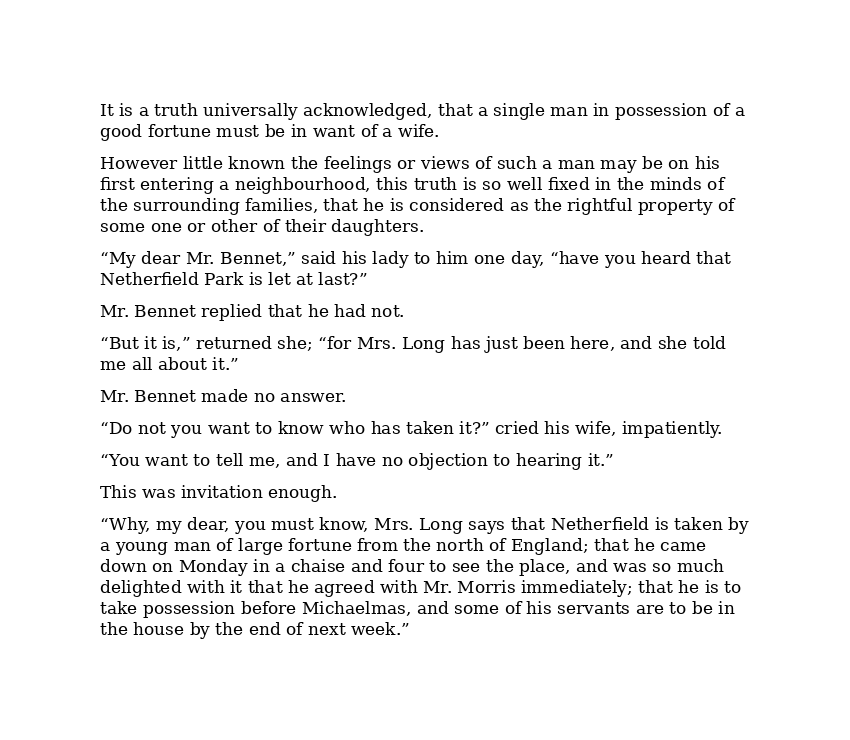 It is a truth universally acknowledged, that a single man in possession of a
good fortune must be in want of a wife.
However little known the feelings or views of such a man may be on his
first entering a neighbourhood, this truth is so well fixed in the minds of
the surrounding families, that he is considered as the rightful property of
some one or other of their daughters.
“My dear Mr. Bennet,” said his lady to him one day, “have you heard that
Netherfield Park is let at last?”
Mr. Bennet replied that he had not.
“But it is,” returned she; “for Mrs. Long has just been here, and she told
me all about it.”
Mr. Bennet made no answer.
“Do not you want to know who has taken it?” cried his wife, impatiently.
“You want to tell me, and I have no objection to hearing it.”
This was invitation enough.
“Why, my dear, you must know, Mrs. Long says that Netherfield is taken by
a young man of large fortune from the north of England; that he came
down on Monday in a chaise and four to see the place, and was so much
delighted with it that he agreed with Mr. Morris immediately; that he is to
take possession before Michaelmas, and some of his servants are to be in
the house by the end of next week.”